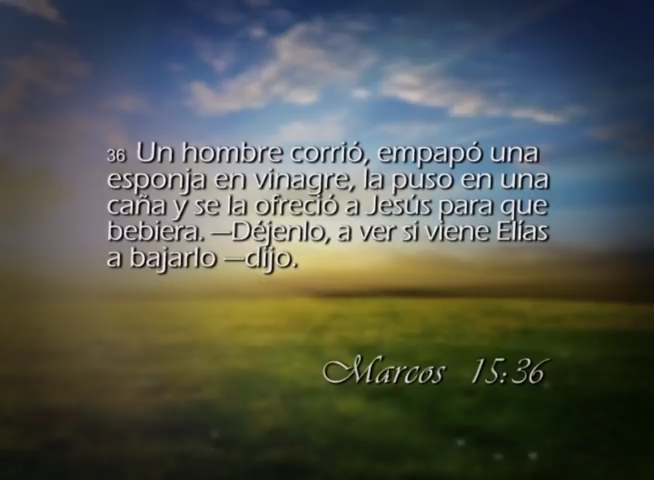 36 Un hombre corrió, empapó una
esponja en vinagre, la puso en una
caña y se la ofreció a Jesús para que
bebiera. —Déjenlo, a ver si viene Elías
a bajarlo —dijo.
Marcos 15:36